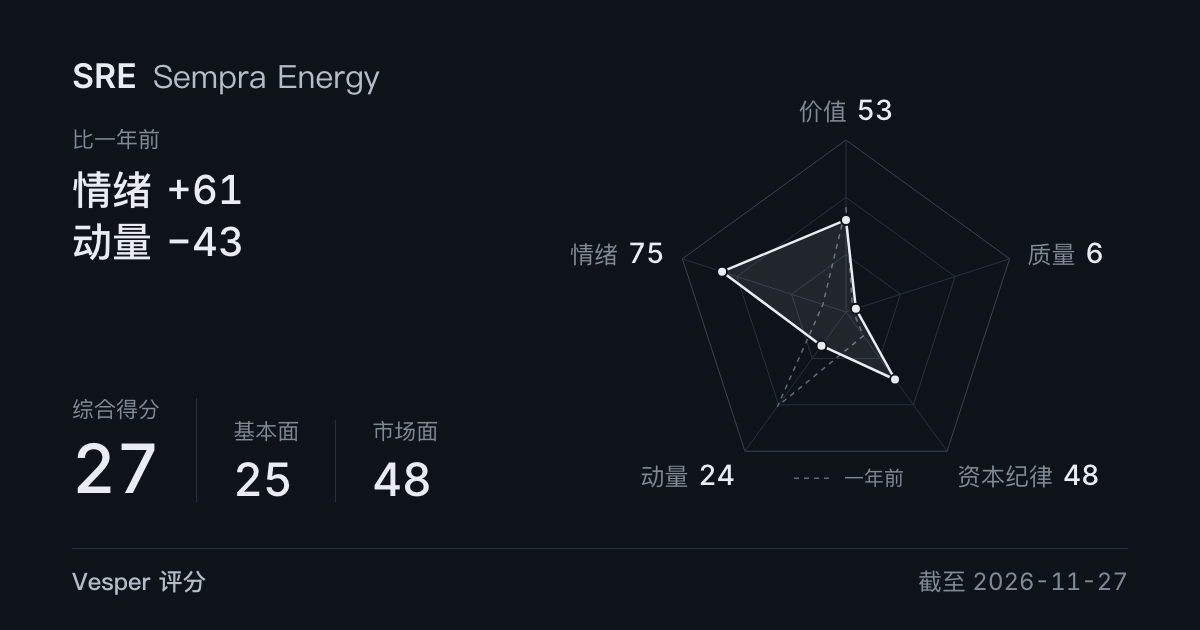 SRE Sempra Energy
比一年前
情绪 +61
动量 −43
综合得分
27
基本面
25
市场面
48
价值 53
情绪 75
质量 6
动量 24
一年前
资本纪律 48
Vesper 评分
截至 2026-11-27